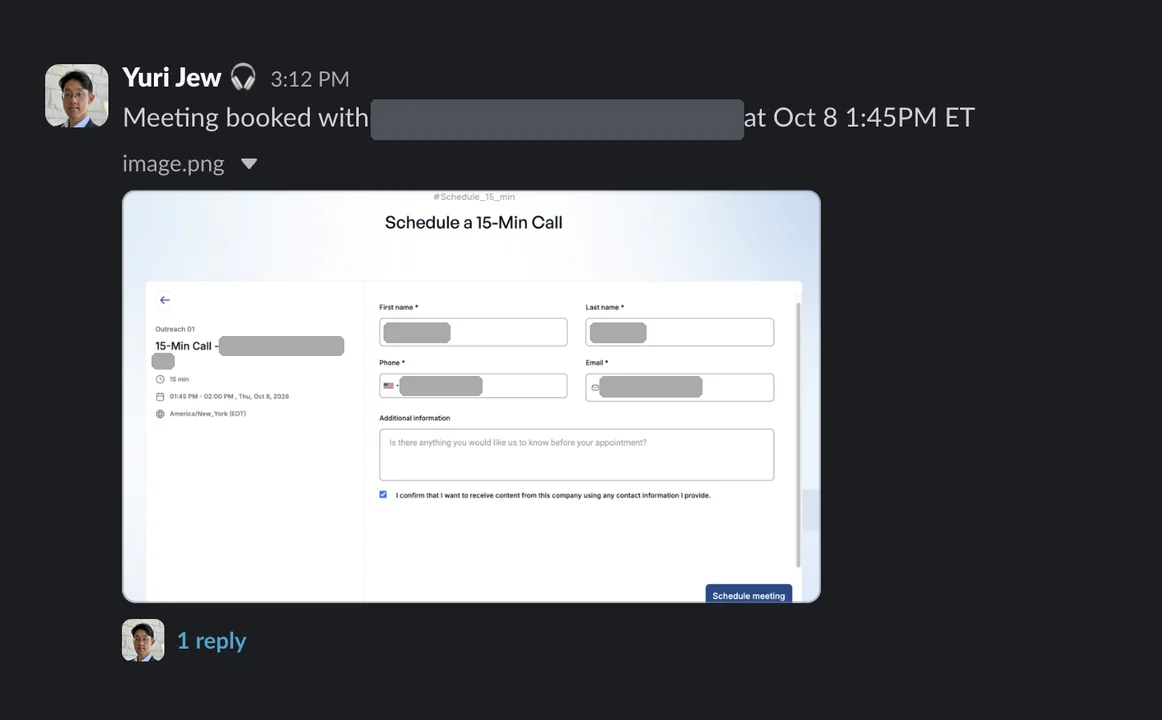 Yuri Jew 3:12 PM
Meeting booked with at Oct 8 1:45PM ET
image.png
#Schedule_15_min
Schedule a 15-Min Call
Outreach 01
15-Min Call -
15 min
01:45 PM - 02:00 PM , Thu, Oct 8, 2026
America/New_York (EDT)
First name *
Last name *
Phone *
Email *
Additional information
Is there anything you would like us to know before your appointment?
I confirm that I want to receive content from this company using any contact information I provide.
Schedule meeting
1 reply